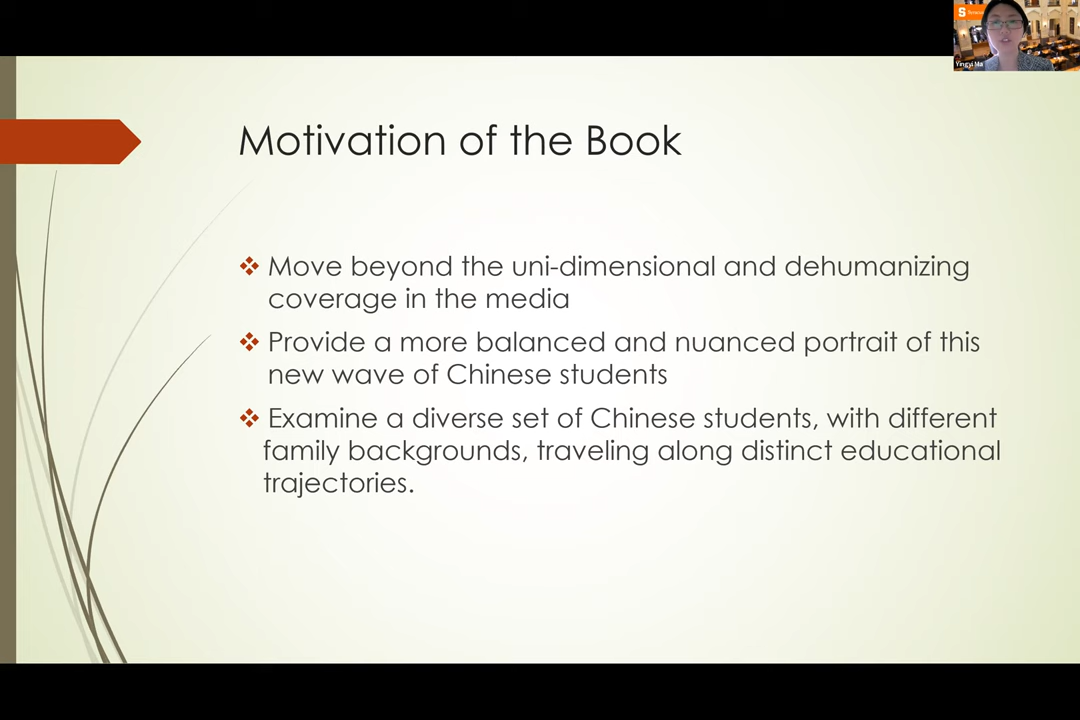 S
Yingyi Ma
Motivation of the Book
Move beyond the uni-dimensional and dehumanizing
coverage in the media
Provide a more balanced and nuanced portrait of this
new wave of Chinese students
Examine a diverse set of Chinese students, with different
family backgrounds, traveling along distinct educational
trajectories.